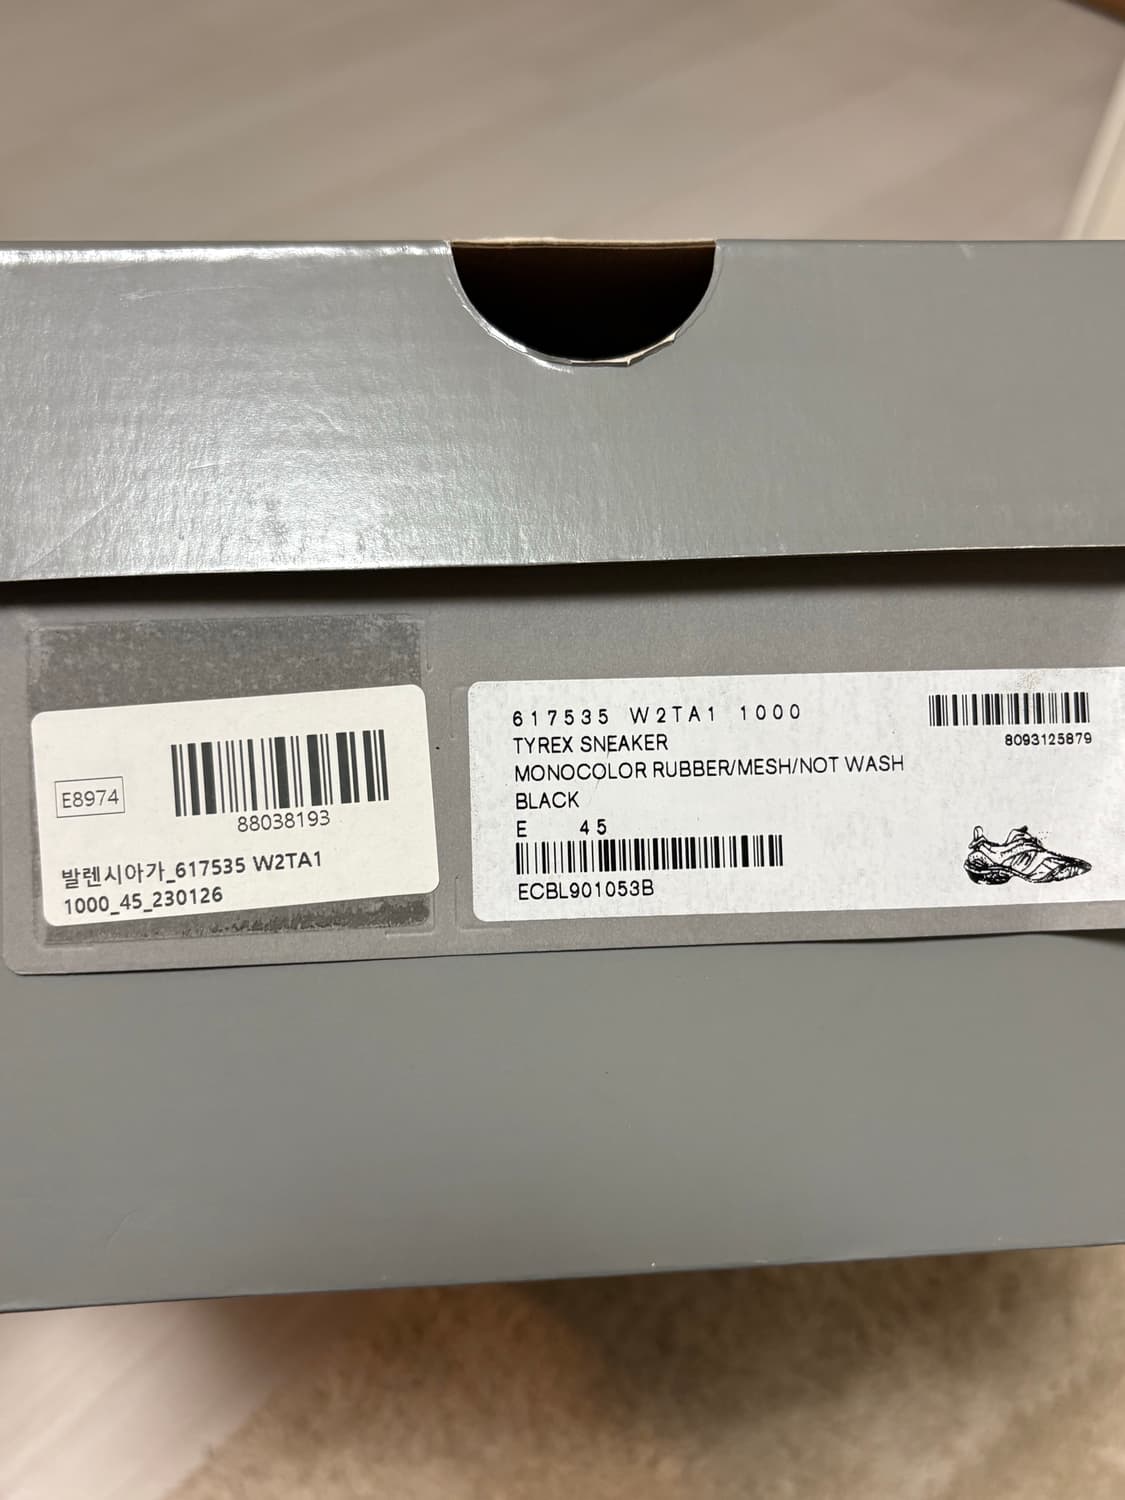 E8974
88038193
발렌시아가_617535 W2TA1
1000_45_230126
617535 W2TA1 1000
TYREX SNEAKER
MONOCOLOR RUBBER/MESH/NOT WASH
BLACK
E 45
ECBL901053B
8093125879